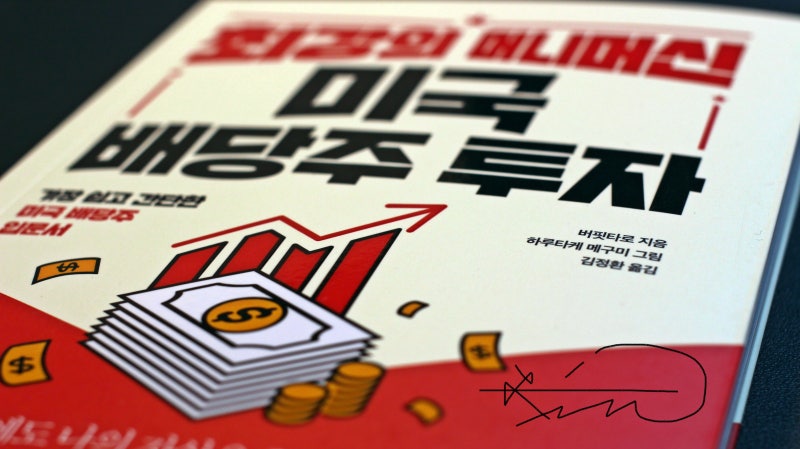 최강의 머니머신
미국
배당주 투자
가장 쉽고 간단한
미국 배당주
입문서
버핏타로 지음
하루타케 메구미 그림
김정환 옮김
$
$
$
$
나의